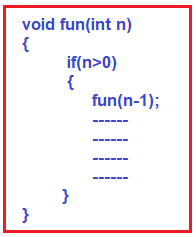 void fun(int n)
{
if(n>0)
{
fun(n-1);
------
------
------
------
}
}